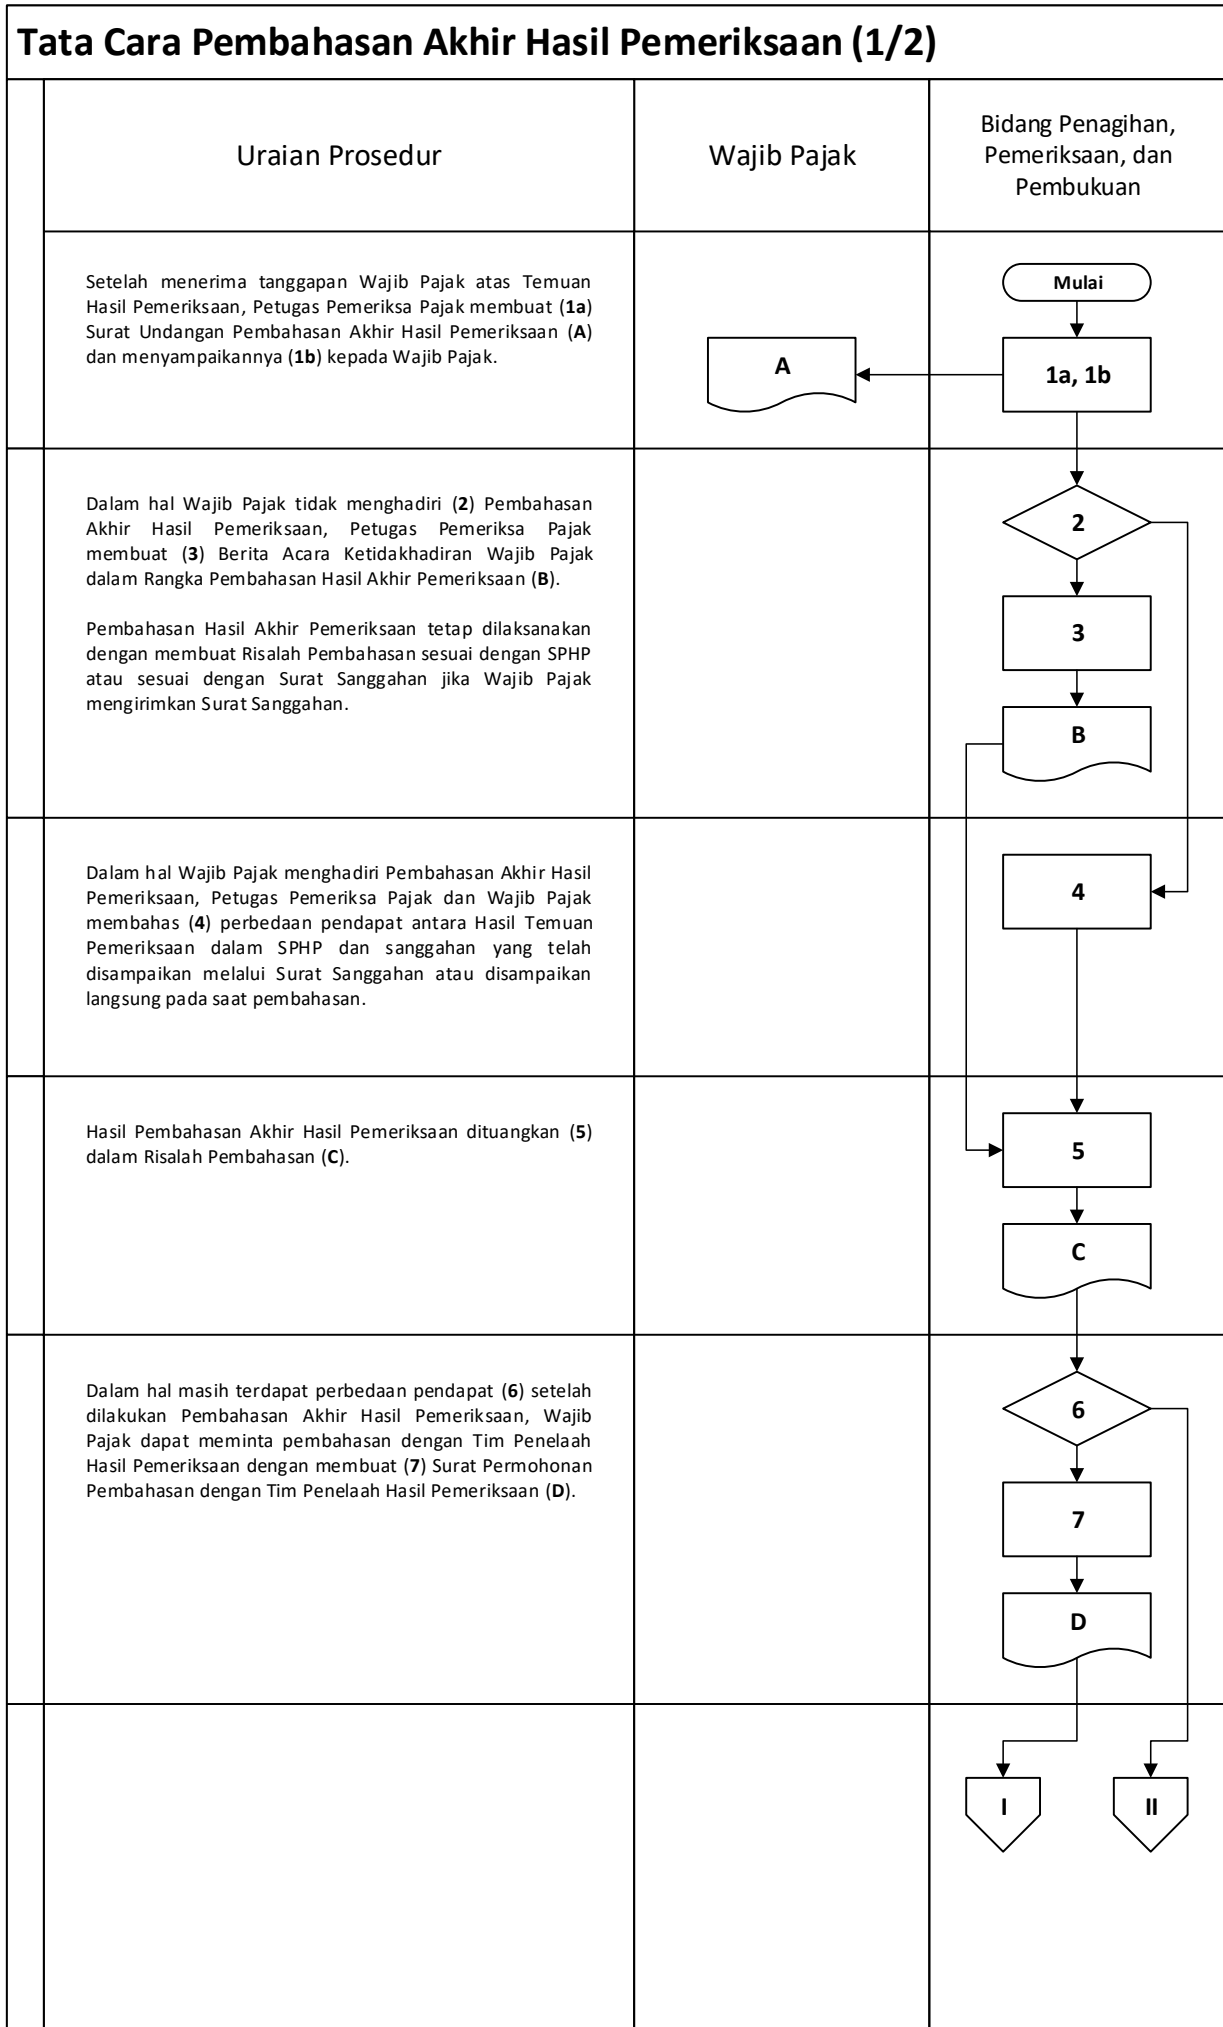 Tata Cara Pembahasan Akhir Hasil Pemeriksaan (1/2)
Uraian Prosedur
Wajib Pajak
Bidang Penagihan,
Pemeriksaan, dan
Pembukuan
Setelah menerima tanggapan Wajib Pajak atas Temuan
Hasil Pemeriksaan, Petugas Pemeriksa Pajak membuat (1a)
Surat Undangan Pembahasan Akhir Hasil Pemeriksaan (A)
dan menyampaikannya (1b) kepada Wajib Pajak.
A
Mulai
1a, 1b
Dalam hal Wajib Pajak tidak menghadiri (2) Pembahasan
Akhir Hasil Pemeriksaan, Petugas Pemeriksa Pajak
membuat (3) Berita Acara Ketidakhadiran Wajib Pajak
dalam Rangka Pembahasan Hasil Akhir Pemeriksaan (B).
Pembahasan Hasil Akhir Pemeriksaan tetap dilaksanakan
dengan membuat Risalah Pembahasan sesuai dengan SPHP
atau sesuai dengan Surat Sanggahan jika Wajib Pajak
mengirimkan Surat Sanggahan.
2
3
B
Dalam hal Wajib Pajak menghadiri Pembahasan Akhir Hasil
Pemeriksaan, Petugas Pemeriksa Pajak dan Wajib Pajak
membahas (4) perbedaan pendapat antara Hasil Temuan
Pemeriksaan dalam SPHP dan sanggahan yang telah
disampaikan melalui Surat Sanggahan atau disampaikan
langsung pada saat pembahasan.
4
Hasil Pembahasan Akhir Hasil Pemeriksaan dituangkan (5)
dalam Risalah Pembahasan (C).
5
C
Dalam hal masih terdapat perbedaan pendapat (6) setelah
dilakukan Pembahasan Akhir Hasil Pemeriksaan, Wajib
Pajak dapat meminta pembahasan dengan Tim Penelaah
Hasil Pemeriksaan dengan membuat (7) Surat Permohonan
Pembahasan dengan Tim Penelaah Hasil Pemeriksaan (D).
6
7
D
I
II